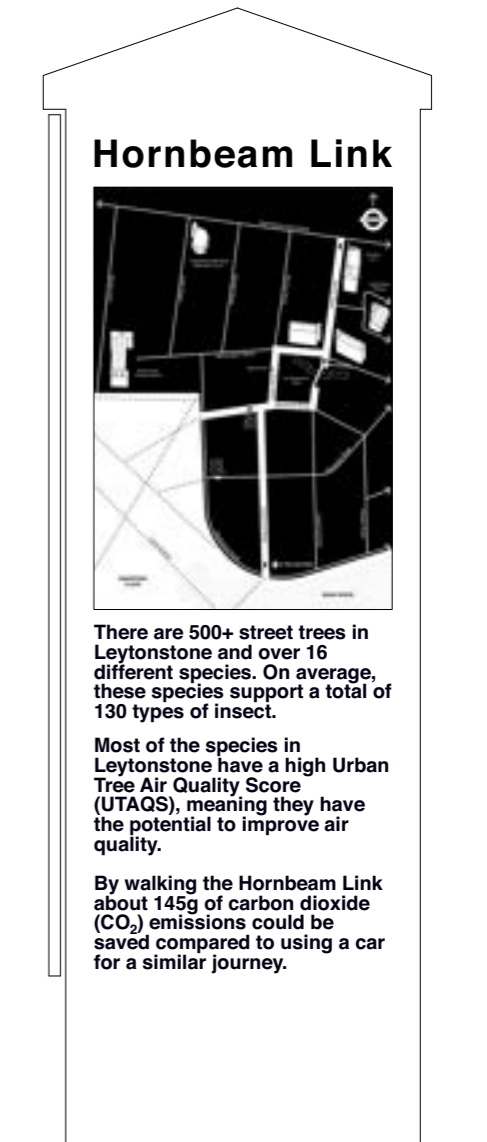 Hornbeam Link
There are 500+ street trees in
Leytonstone and over 16
different species. On average,
these species support a total of
130 types of insect.
Most of the species in
Leytonstone have a high Urban
Tree Air Quality Score
(UTAQS), meaning they have
the potential to improve air
quality.
By walking the Hornbeam Link
about 145g of carbon dioxide
(CO₂) emissions could be
saved compared to using a car
for a similar journey.